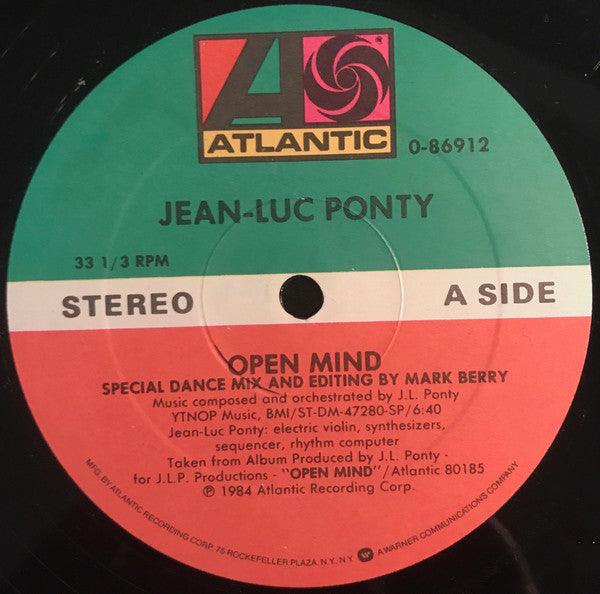 ATLANTIC
0-86912
JEAN-LUC PONTY
33 1/3 RPM
STEREO
A SIDE
OPEN MIND
SPECIAL DANCE MIX AND EDITING BY MARK BERRY
Music composed and orchestrated by J.L. Ponty
YTNOP Music, BMI/ST-DM-47280-SP/6:40
Jean-Luc Ponty: electric violin, synthesizers,
sequencer, rhythm computer
Taken from Album Produced by J.L. Ponty -
for J.L.P. Productions - "OPEN MIND"/Atlantic 80185
℗ 1984 Atlantic Recording Corp.
MFG. BY ATLANTIC RECORDING CORP. 75 ROCKEFELLER PLAZA, N.Y. N.Y. A WARNER COMMUNICATIONS COMPANY